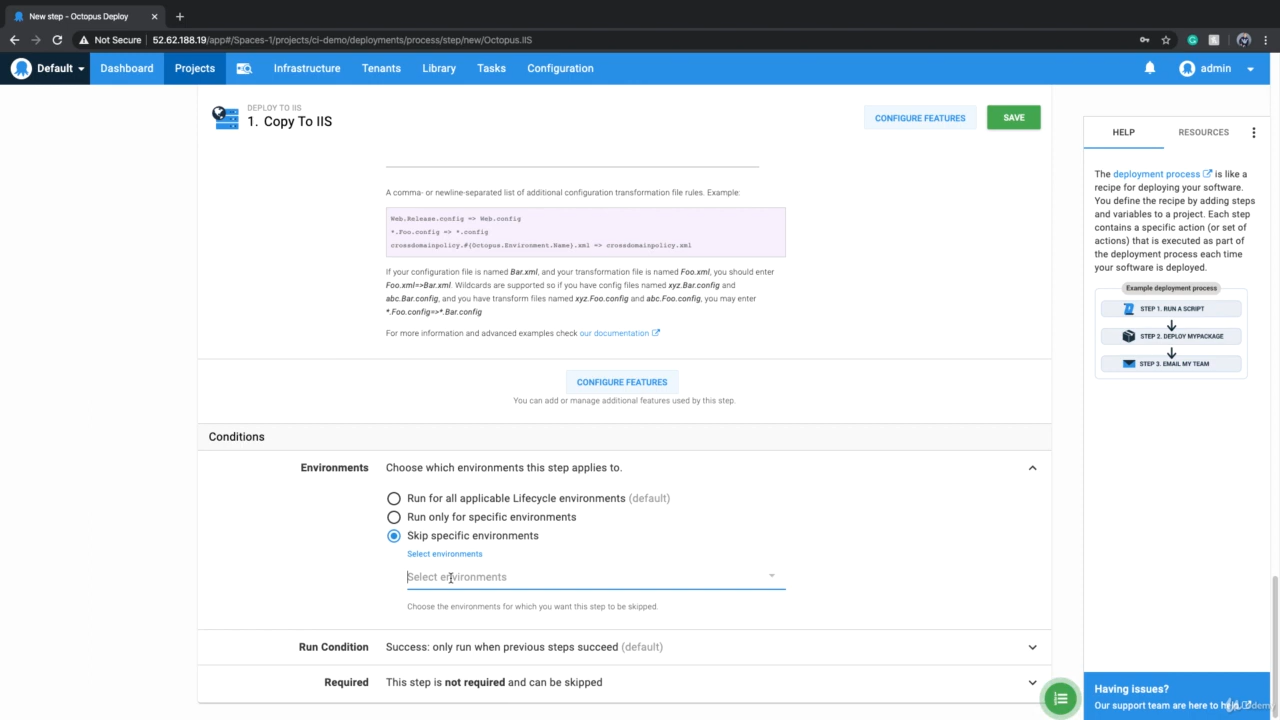 New step - Octopus Deploy
Not Secure | 52.62.188.19/app#/Spaces-1/projects/ci-demo/deployments/process/step/new/Octopus.IIS
Default Dashboard Projects Infrastructure Tenants Library Tasks Configuration admin
DEPLOY TO IIS
1. Copy To IIS
CONFIGURE FEATURES
SAVE
A comma- or newline-separated list of additional configuration transformation file rules. Example:
Web.Release.config => Web.config
*.Foo.config => *.config
crossdomainpolicy.#{Octopus.Environment.Name}.xml => crossdomainpolicy.xml
If your configuration file is named Bar.xml, and your transformation file is named Foo.xml, you should enter
Foo.xml=>Bar.xml. Wildcards are supported so if you have config files named xyz.Bar.config and
abc.Bar.config, and you have transform files named xyz.Foo.config and abc.Foo.config, you may enter
*.Foo.config=>*.Bar.config
For more information and advanced examples check our documentation
CONFIGURE FEATURES
You can add or manage additional features used by this step.
Conditions
Environments Choose which environments this step applies to.
Run for all applicable Lifecycle environments (default)
Run only for specific environments
Skip specific environments
Select environments
Select environments
Choose the environments for which you want this step to be skipped.
Run Condition Success: only run when previous steps succeed (default)
Required This step is not required and can be skipped
HELP RESOURCES
The deployment process is like a
recipe for deploying your software.
You define the recipe by adding steps
and variables to a project. Each step
contains a specific action (or set of
actions) that is executed as part of
the deployment process each time
your software is deployed.
Example deployment process
STEP 1. RUN A SCRIPT
STEP 2. DEPLOY MYPACKAGE
STEP 3. EMAIL MY TEAM
Having issues?
Our support team are here to
Udemy